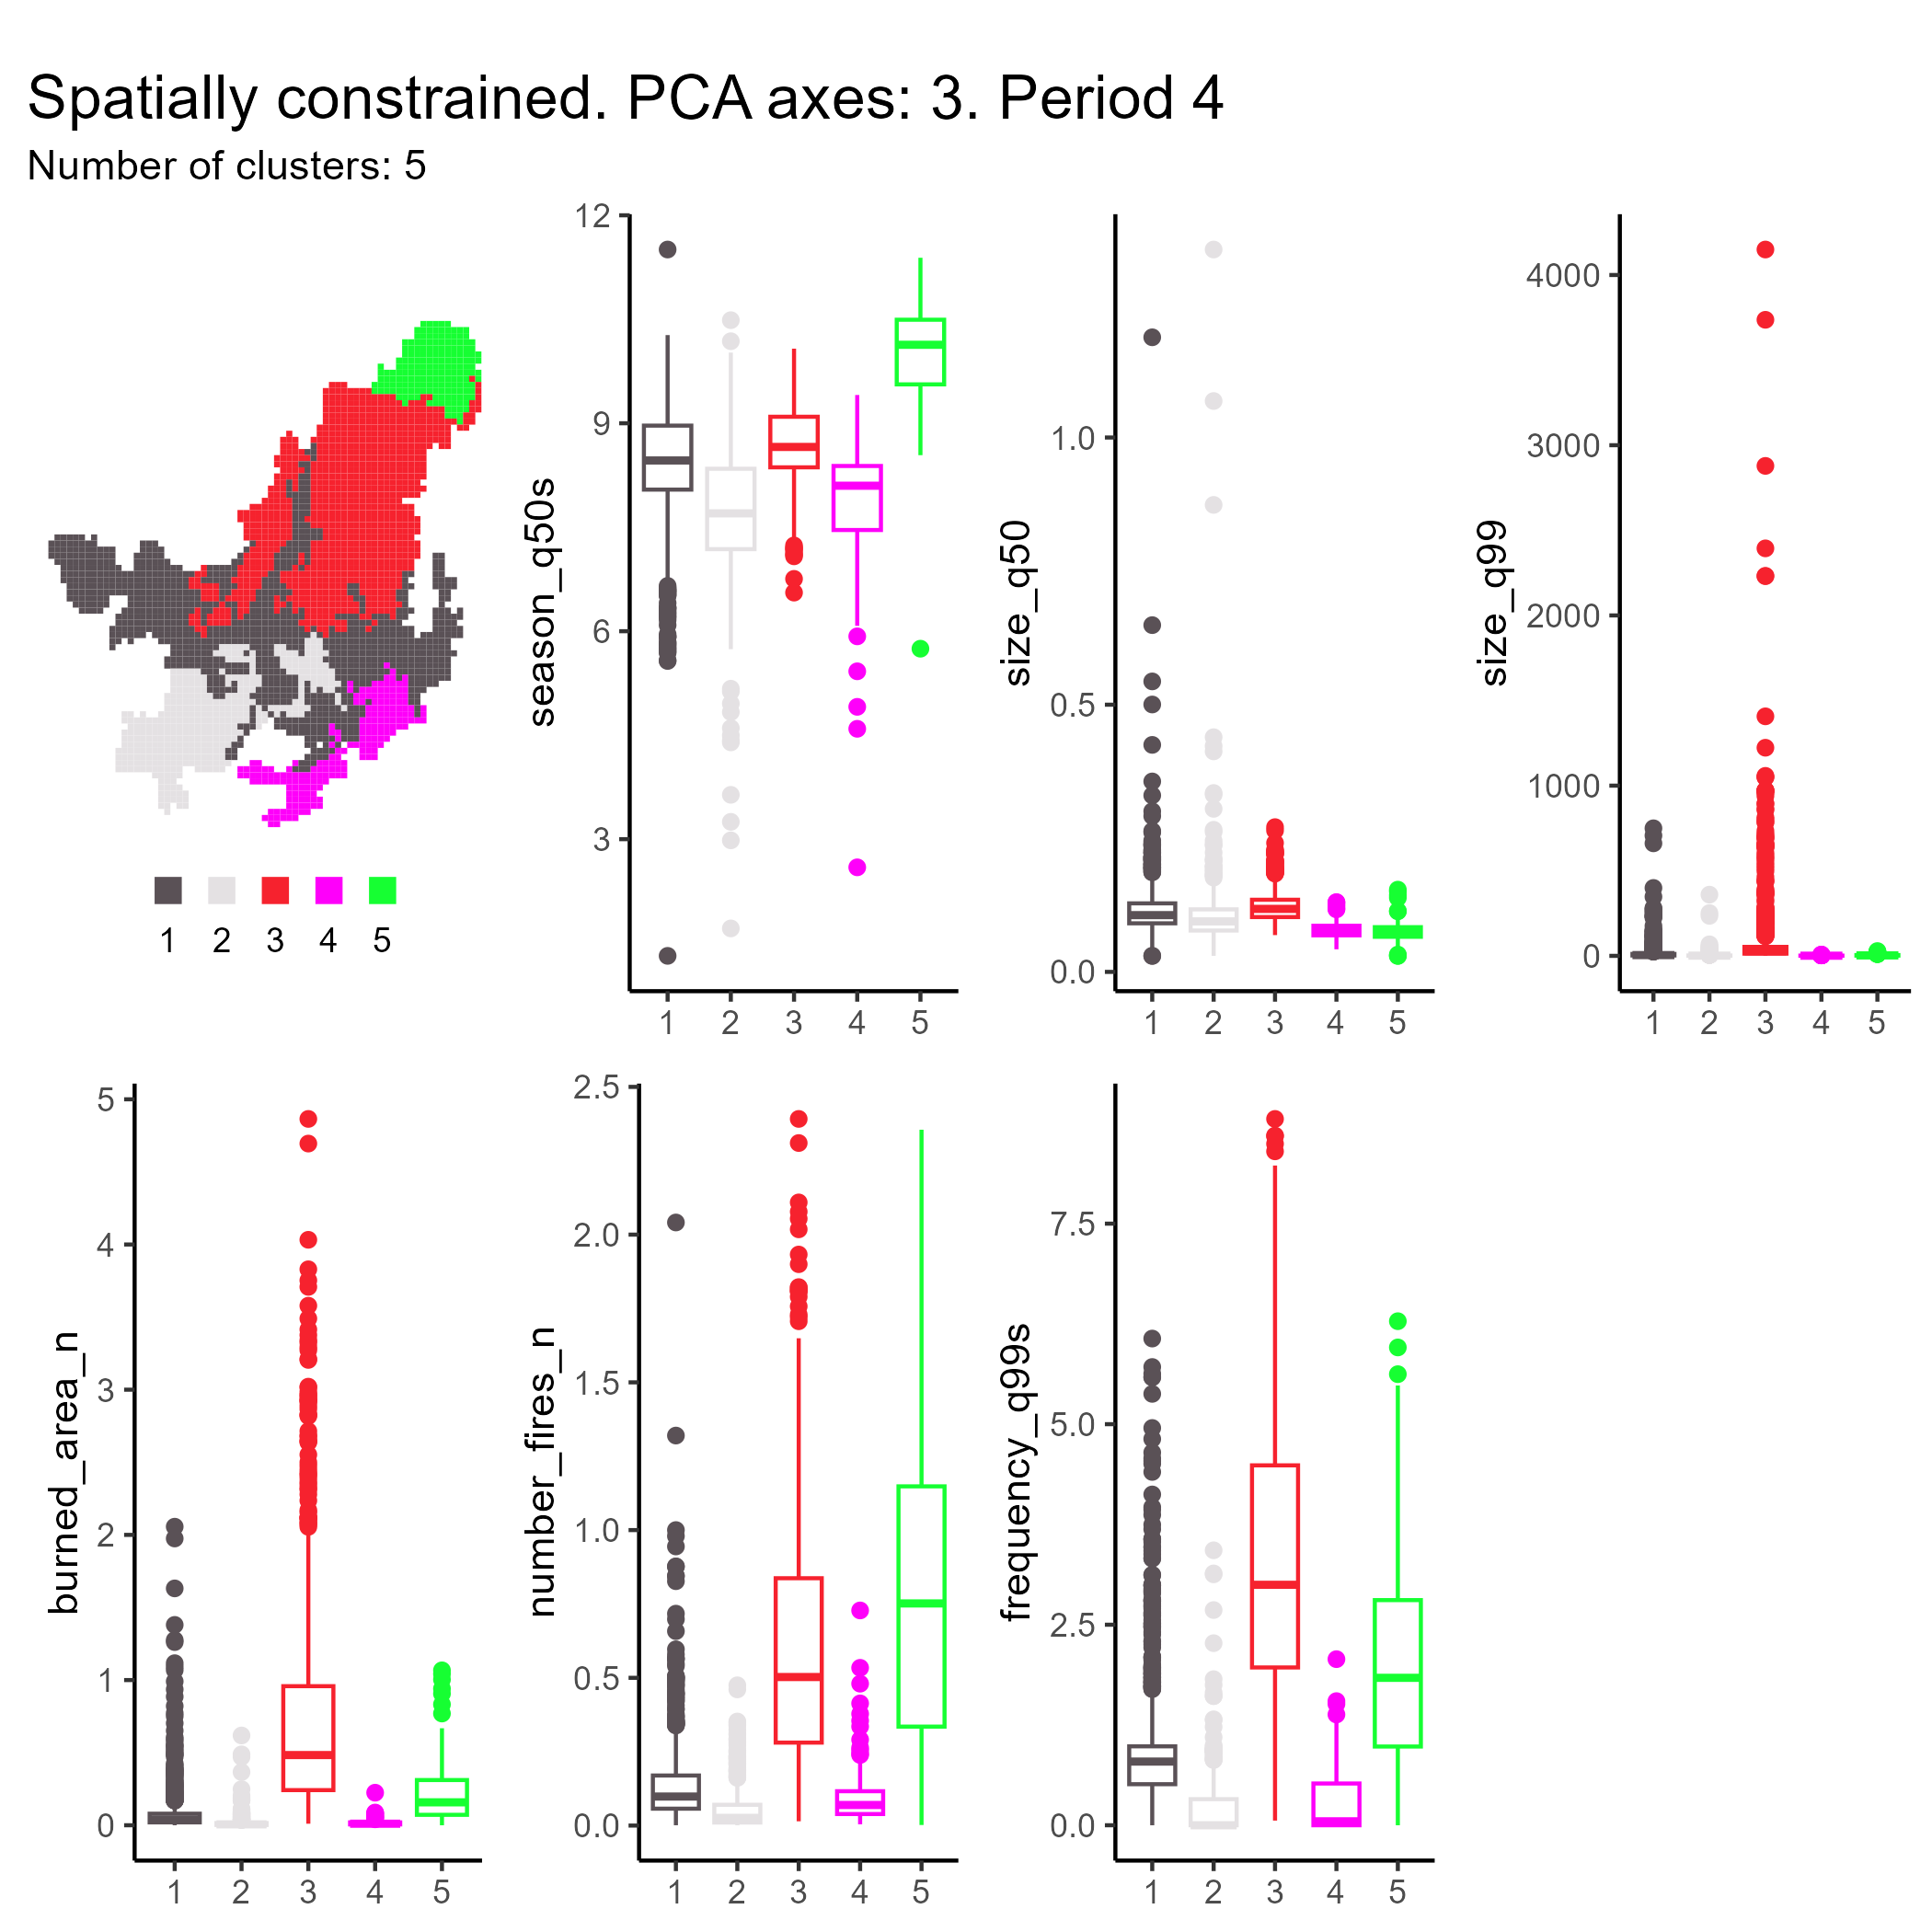 Spatially constrained. PCA axes: 3. Period 4
Number of clusters: 5
1 2 3 4 5
season_q50s
12
9
6
3
1 2 3 4 5
size_q50
1.0
0.5
0.0
1 2 3 4 5
size_q99
4000
3000
2000
1000
0
1 2 3 4 5
burned_area_n
5
4
3
2
1
0
1 2 3 4 5
number_fires_n
2.5
2.0
1.5
1.0
0.5
0.0
1 2 3 4 5
frequency_q99s
7.5
5.0
2.5
0.0
1 2 3 4 5